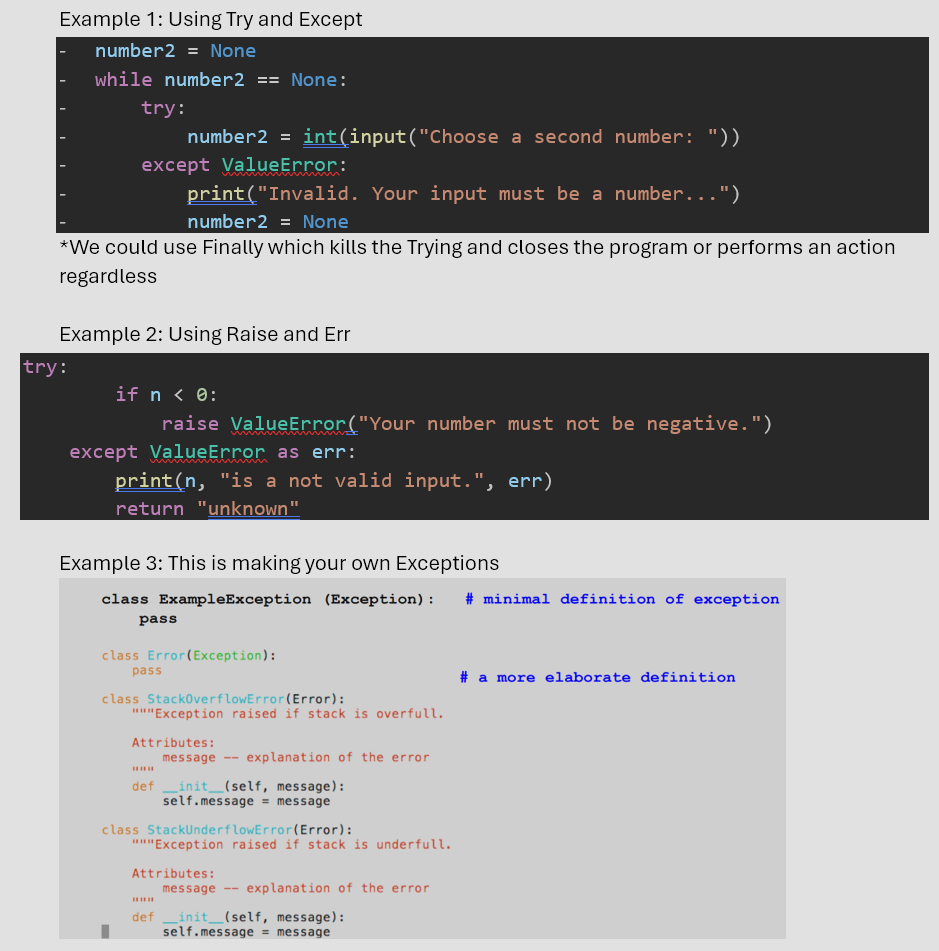 Example 1: Using Try and Except
- number2 = None
- while number2 == None:
-     try:
-         number2 = int(input("Choose a second number: "))
-     except ValueError:
-         print("Invalid. Your input must be a number...")
-         number2 = None
*We could use Finally which kills the Trying and closes the program or performs an action
regardless
Example 2: Using Raise and Err
try:
        if n < 0:
            raise ValueError("Your number must not be negative.")
    except ValueError as err:
        print(n, "is a not valid input.", err)
        return "unknown"
Example 3: This is making your own Exceptions
class ExampleException (Exception):   # minimal definition of exception
    pass
class Error(Exception):
    pass
# a more elaborate definition
class StackOverflowError(Error):
    """Exception raised if stack is overfull.
    Attributes:
        message -- explanation of the error
    """
    def __init__(self, message):
        self.message = message
class StackUnderflowError(Error):
    """Exception raised if stack is underfull.
    Attributes:
        message -- explanation of the error
    """
    def __init__(self, message):
        self.message = message